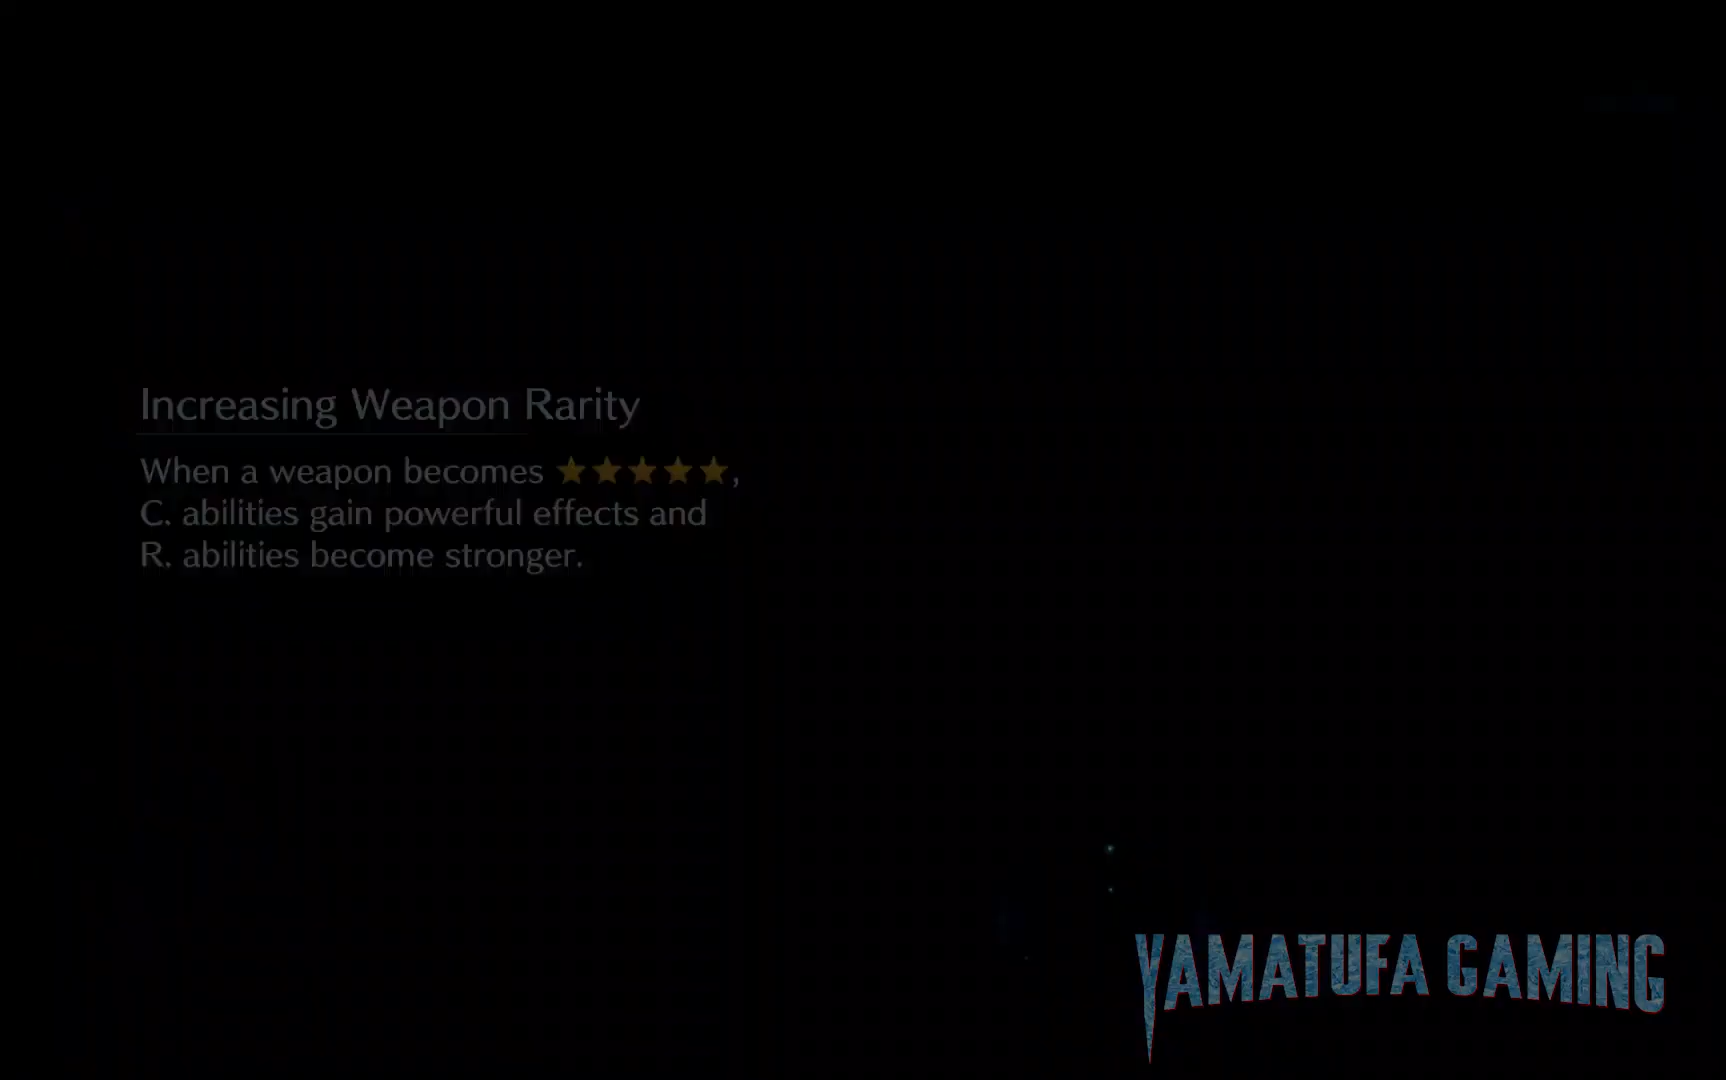 Increasing Weapon Rarity
When a weapon becomes ★★★★★,
C. abilities gain powerful effects and
R. abilities become stronger.
YAMATUFA GAMING